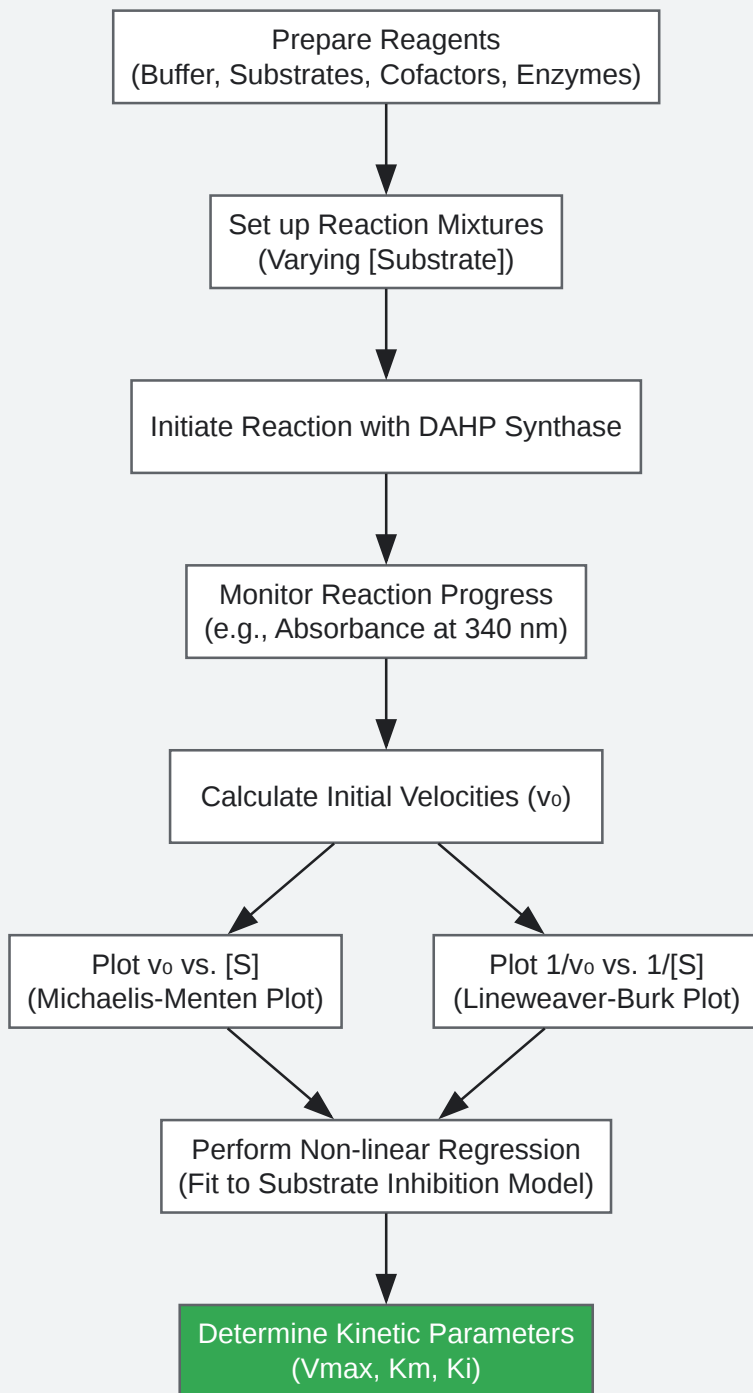 Prepare Reagents
(Buffer, Substrates, Cofactors, Enzymes)
Set up Reaction Mixtures
(Varying [Substrate])
Initiate Reaction with DAHP Synthase
Monitor Reaction Progress
(e.g., Absorbance at 340 nm)
Calculate Initial Velocities (v₀)
Plot v₀ vs. [S]
(Michaelis-Menten Plot)
Plot 1/v₀ vs. 1/[S]
(Lineweaver-Burk Plot)
Perform Non-linear Regression
(Fit to Substrate Inhibition Model)
Determine Kinetic Parameters
(Vmax, Km, Ki)